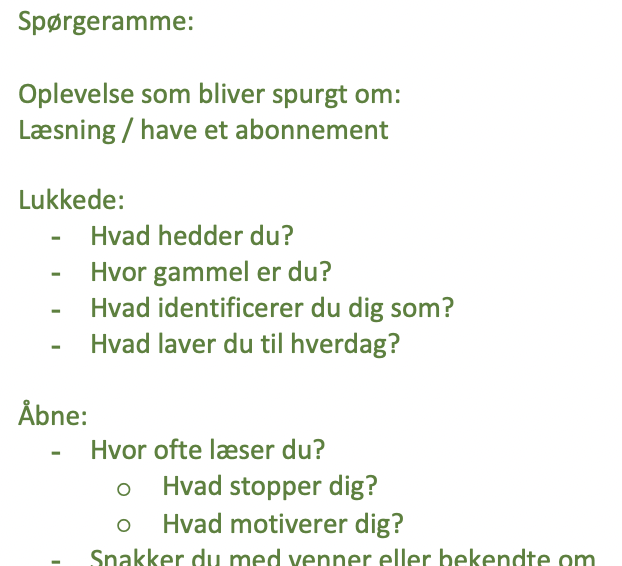 Spørgeramme:
Oplevelse som bliver spurgt om:
Læsning / have et abonnement
Lukkede:
- Hvad hedder du?
- Hvor gammel er du?
- Hvad identificerer du dig som?
- Hvad laver du til hverdag?
Åbne:
- Hvor ofte læser du?
o Hvad stopper dig?
o Hvad motiverer dig?
- Snakker du med venner eller bekendte om